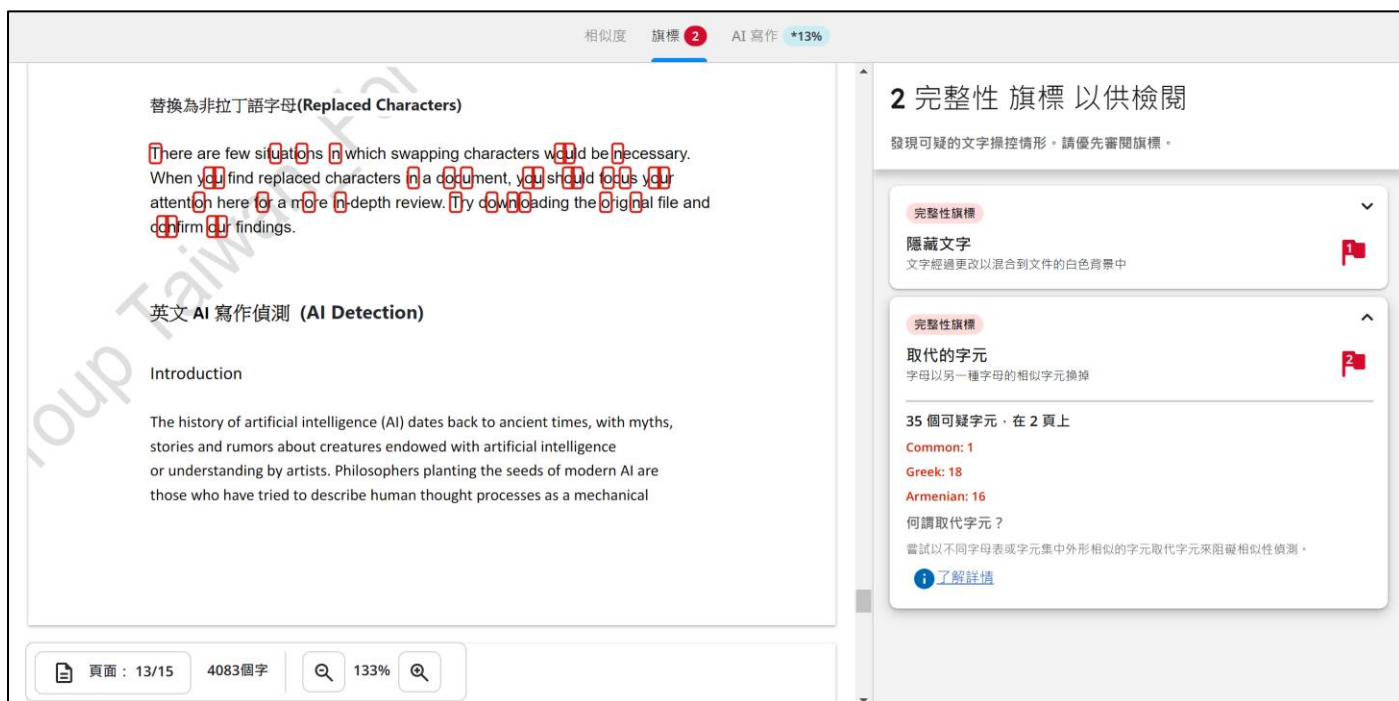 相似度 旗標 2 AI 寫作 *13%
替換為非拉丁語字母(Replaced Characters)
There are few situations in which swapping characters would be necessary.
When you find replaced characters in a document, you should focus your
attention here for a more in-depth review. Try downloading the original file and
confirm our findings.
英文 AI 寫作偵測 (AI Detection)
Introduction
The history of artificial intelligence (AI) dates back to ancient times, with myths,
stories and rumors about creatures endowed with artificial intelligence
or understanding by artists. Philosophers planting the seeds of modern AI are
those who have tried to describe human thought processes as a mechanical
roup Taiwan_For
頁面： 13/15 4083個字 133%
2 完整性 旗標 以供檢閱
發現可疑的文字操控情形。請優先審閱旗標。
完整性旗標
隱藏文字
1
文字經過更改以混合到文件的白色背景中
完整性旗標
取代的字元
2
字母以另一種字母的相似字元換掉
35 個可疑字元，在 2 頁上
Common: 1
Greek: 18
Armenian: 16
何謂取代字元？
嘗試以不同字母表或字元集中外形相似的字元取代字元來阻礙相似性偵測。
i 了解詳情